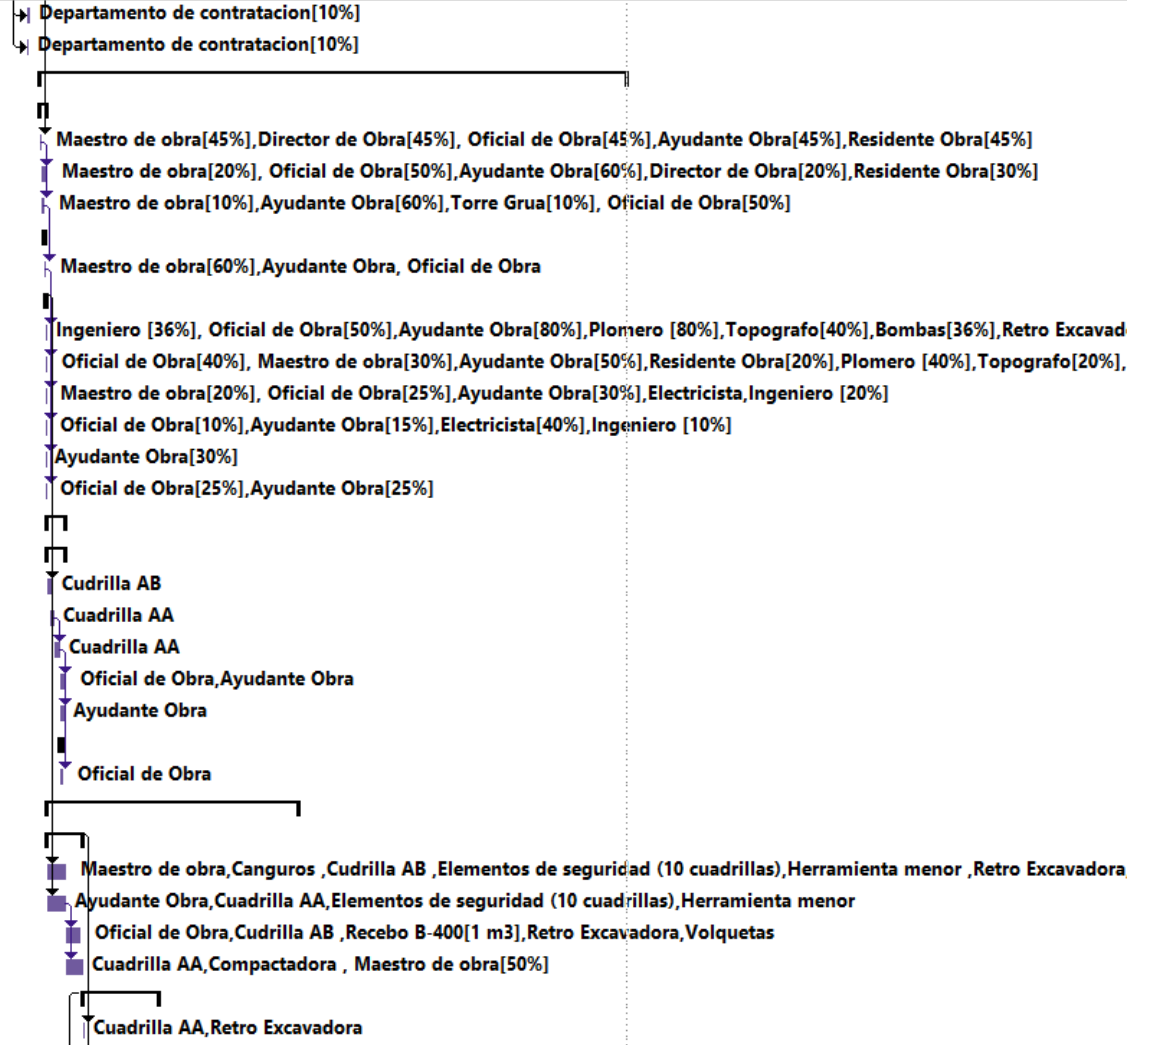 Departamento de contratacion[10%]
Departamento de contratacion[10%]
Maestro de obra[45%],Director de Obra[45%], Oficial de Obra[45%],Ayudante Obra[45%],Residente Obra[45%]
Maestro de obra[20%], Oficial de Obra[50%],Ayudante Obra[60%],Director de Obra[20%],Residente Obra[30%]
Maestro de obra[10%],Ayudante Obra[60%],Torre Grua[10%], Oficial de Obra[50%]
Maestro de obra[60%],Ayudante Obra, Oficial de Obra
Ingeniero [36%], Oficial de Obra[50%],Ayudante Obra[80%],Plomero [80%],Topografo[40%],Bombas[36%],Retro Excavad
Oficial de Obra[40%], Maestro de obra[30%],Ayudante Obra[50%],Residente Obra[20%],Plomero [40%],Topografo[20%],
Maestro de obra[20%], Oficial de Obra[25%],Ayudante Obra[30%],Electricista,Ingeniero [20%]
Oficial de Obra[10%],Ayudante Obra[15%],Electricista[40%],Ingeniero [10%]
Ayudante Obra[30%]
Oficial de Obra[25%],Ayudante Obra[25%]
Cudrilla AB
Cuadrilla AA
Cuadrilla AA
Oficial de Obra,Ayudante Obra
Ayudante Obra
Oficial de Obra
Maestro de obra,Canguros ,Cudrilla AB ,Elementos de seguridad (10 cuadrillas),Herramienta menor ,Retro Excavadora,
Ayudante Obra,Cuadrilla AA,Elementos de seguridad (10 cuadrillas),Herramienta menor
Oficial de Obra,Cudrilla AB ,Recebo B-400[1 m3],Retro Excavadora,Volquetas
Cuadrilla AA,Compactadora , Maestro de obra[50%]
Cuadrilla AA,Retro Excavadora